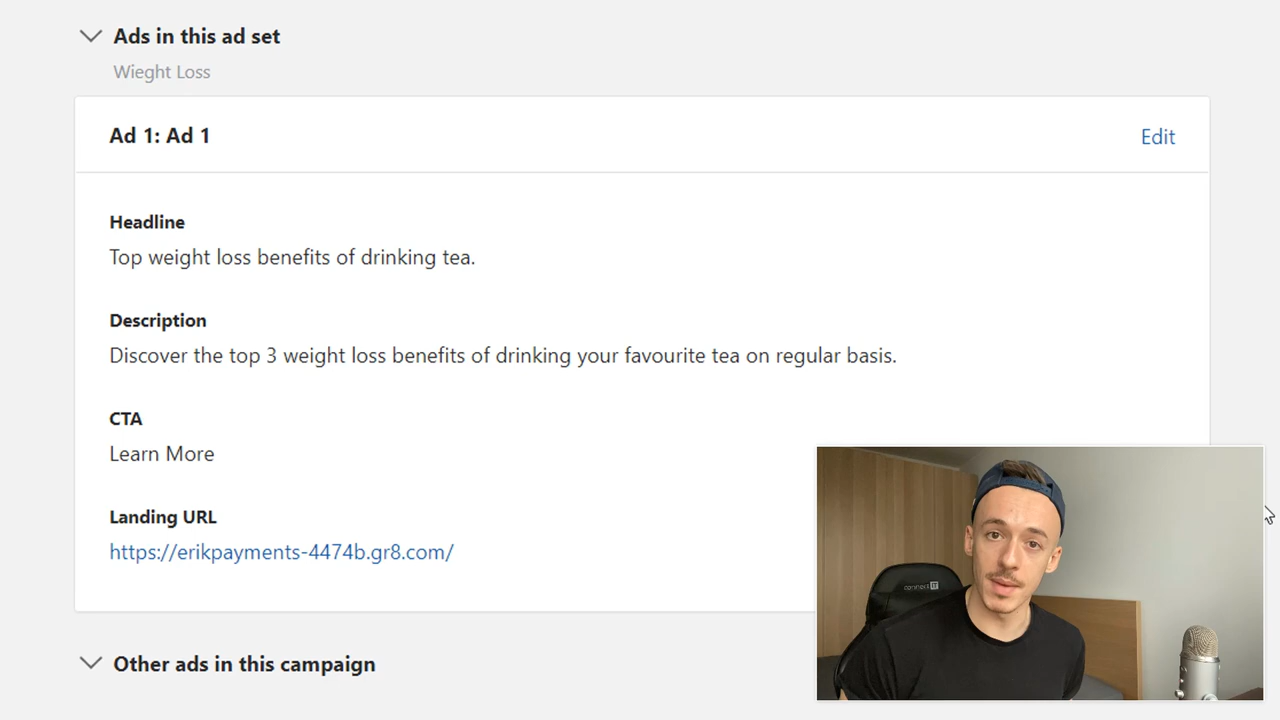 Ads in this ad set
Wieght Loss
Ad 1: Ad 1
Edit
Headline
Top weight loss benefits of drinking tea.
Description
Discover the top 3 weight loss benefits of drinking your favourite tea on regular basis.
CTA
Learn More
Landing URL
https://erikpayments-4474b.gr8.com/
connect IT
Other ads in this campaign